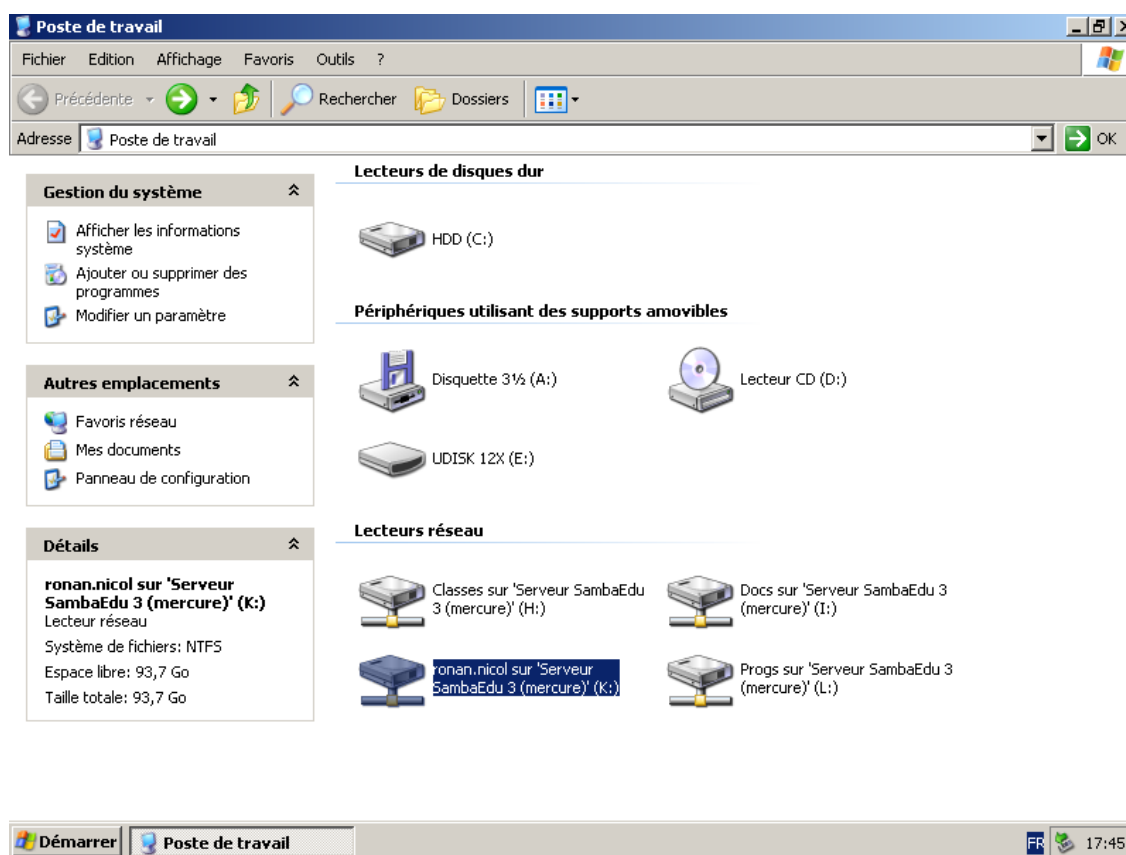 Poste de travail
Fichier Edition Affichage Favoris Outils ?
Précédente Rechercher Dossiers
Adresse Poste de travail OK
Gestion du système
Afficher les informations
système
Ajouter ou supprimer des
programmes
Modifier un paramètre
Autres emplacements
Favoris réseau
Mes documents
Panneau de configuration
Détails
ronan.nicol sur 'Serveur
SambaEdu 3 (mercure)' (K:)
Lecteur réseau
Système de fichiers: NTFS
Espace libre: 93,7 Go
Taille totale: 93,7 Go
Lecteurs de disques dur
HDD (C:)
Périphériques utilisant des supports amovibles
Disquette 3½ (A:)
Lecteur CD (D:)
UDISK 12X (E:)
Lecteurs réseau
Classes sur 'Serveur SambaEdu
3 (mercure)' (H:)
Docs sur 'Serveur SambaEdu 3
(mercure)' (I:)
ronan.nicol sur 'Serveur
SambaEdu 3 (mercure)' (K:)
Progs sur 'Serveur SambaEdu 3
(mercure)' (L:)
Démarrer Poste de travail FR 17:45